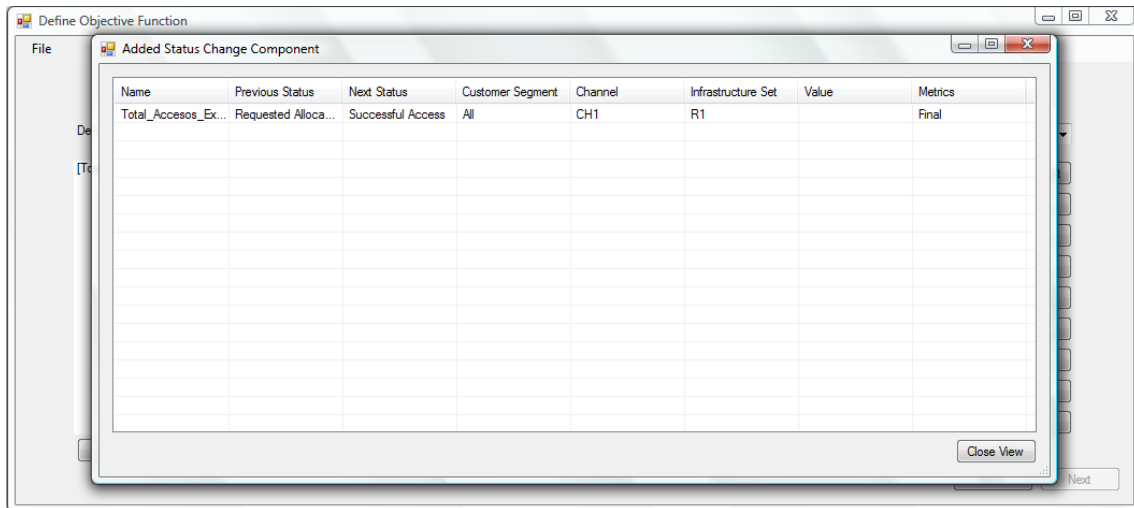 Define Objective Function
File
Added Status Change Component
Name Previous Status Next Status Customer Segment Channel Infrastructure Set Value Metrics
Total_Accesos_Ex... Requested Alloca... Successful Access All CH1 R1 Final
De
[To
Close View
Next